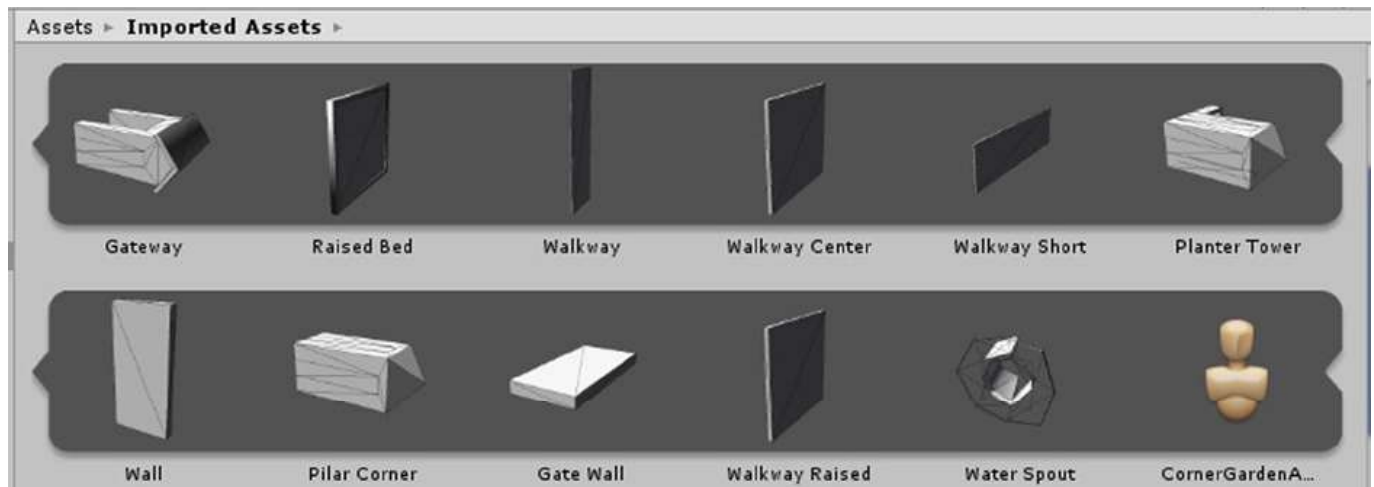 Assets ▸ Imported Assets ▸
Gateway Raised Bed Walkway Walkway Center Walkway Short Planter Tower
Wall Pilar Corner Gate Wall Walkway Raised Water Spout CornerGardenA...